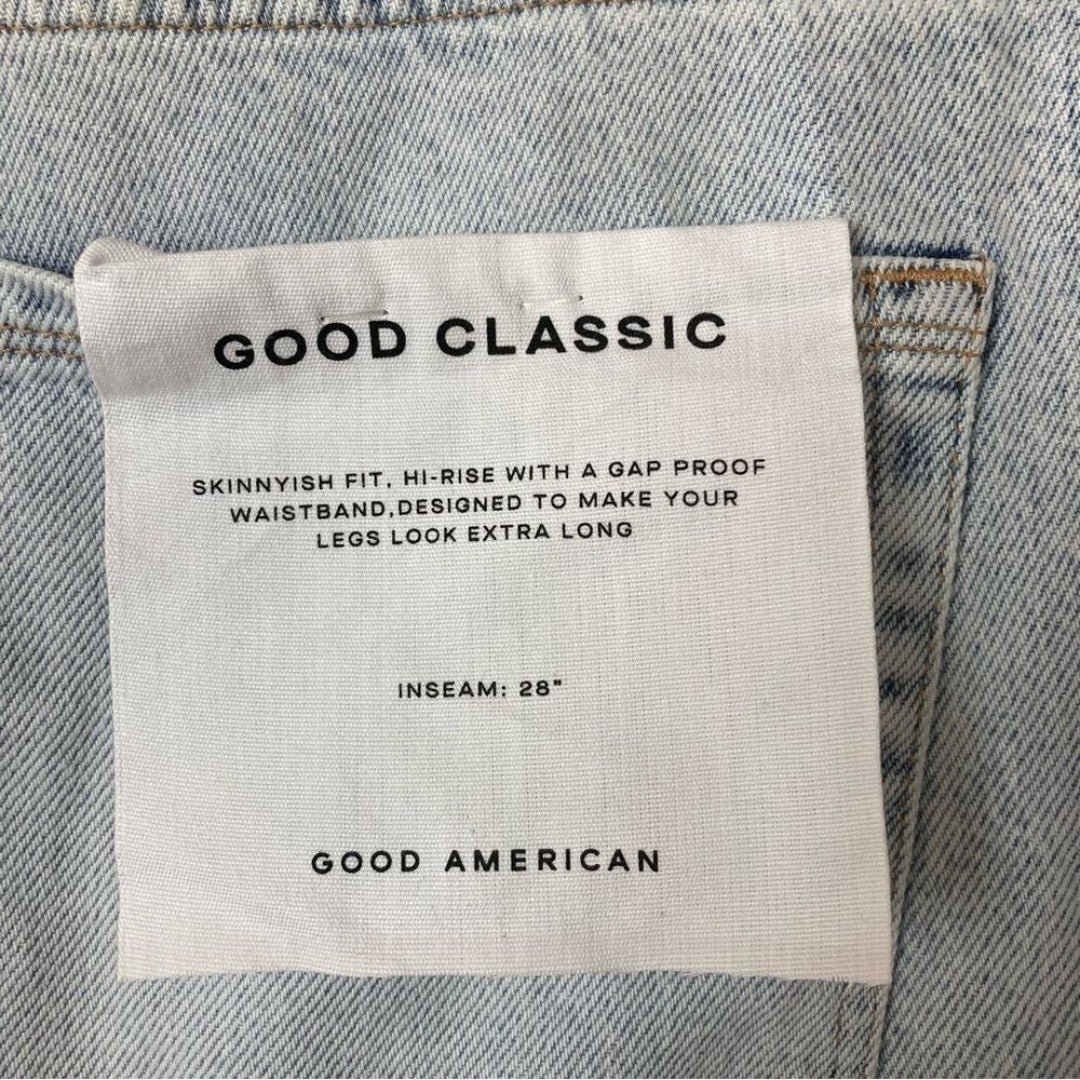 GOOD CLASSIC
SKINNYISH FIT, HI-RISE WITH A GAP PROOF
WAISTBAND,DESIGNED TO MAKE YOUR
LEGS LOOK EXTRA LONG
INSEAM: 28"
GOOD AMERICAN